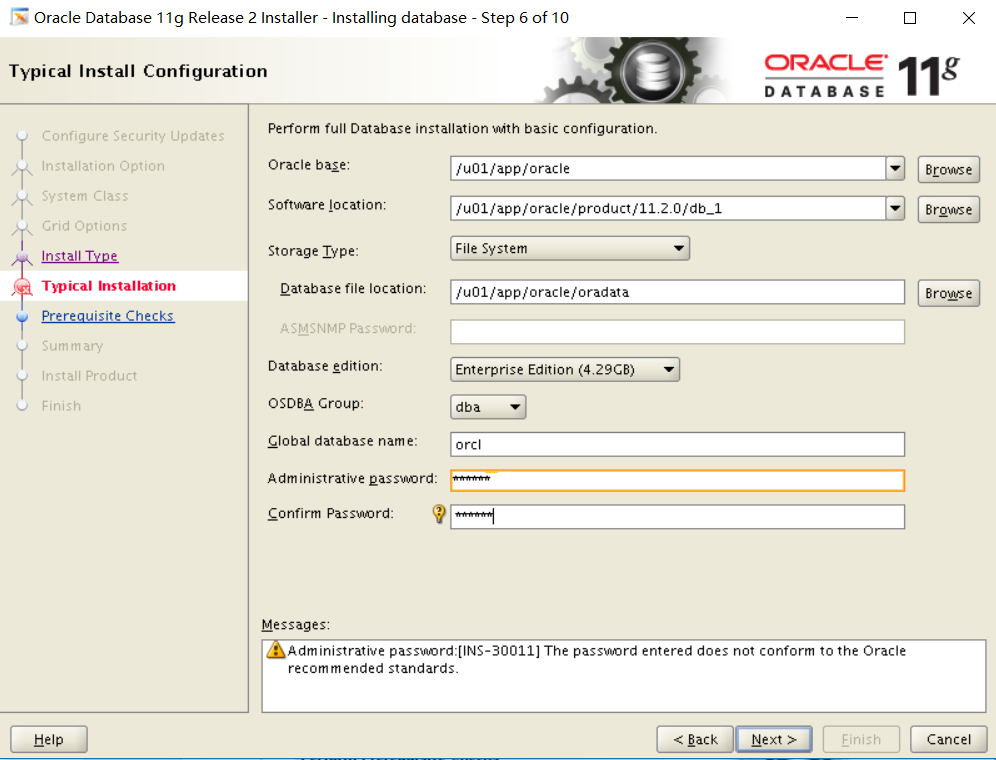 Oracle Database 11g Release 2 Installer - Installing database - Step 6 of 10
Typical Install Configuration
ORACLE®
DATABASE
11g
Configure Security Updates
Installation Option
System Class
Grid Options
Install Type
Typical Installation
Prerequisite Checks
Summary
Install Product
Finish
Perform full Database installation with basic configuration.
Oracle base: /u01/app/oracle Browse
Software location: /u01/app/oracle/product/11.2.0/db_1 Browse
Storage Type: File System
Database file location: /u01/app/oracle/oradata Browse
ASMSNMP Password:
Database edition: Enterprise Edition (4.29GB)
OSDBA Group: dba
Global database name: orcl
Administrative password: ******
Confirm Password: ******
Messages:
Administrative password:[INS-30011] The password entered does not conform to the Oracle
recommended standards.
Help < Back Next > Finish Cancel